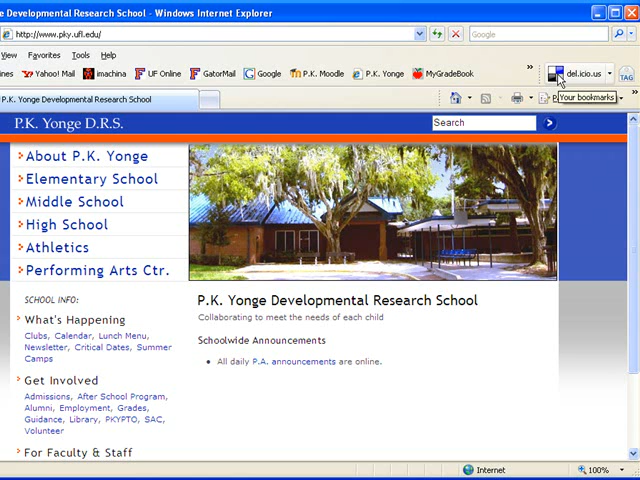 e Developmental Research School - Windows Internet Explorer
http://www.pky.ufl.edu/
Google
View Favorites Tools Help
ines Yahoo! Mail imachina UF Online GatorMail Google P.K. Moodle P.K. Yonge MyGradeBook » del.icio.us TAG
P.K. Yonge Developmental Research School
Your bookmarks
P.K. Yonge D.R.S.
Search
About P.K. Yonge
Elementary School
Middle School
High School
Athletics
Performing Arts Ctr.
SCHOOL INFO:
What's Happening
Clubs, Calendar, Lunch Menu,
Newsletter, Critical Dates, Summer
Camps
Get Involved
Admissions, After School Program,
Alumni, Employment, Grades,
Guidance, Library, PKYPTO, SAC,
Volunteer
For Faculty & Staff
P.K. Yonge Developmental Research School
Collaborating to meet the needs of each child
Schoolwide Announcements
• All daily P.A. announcements are online.
Internet
100%